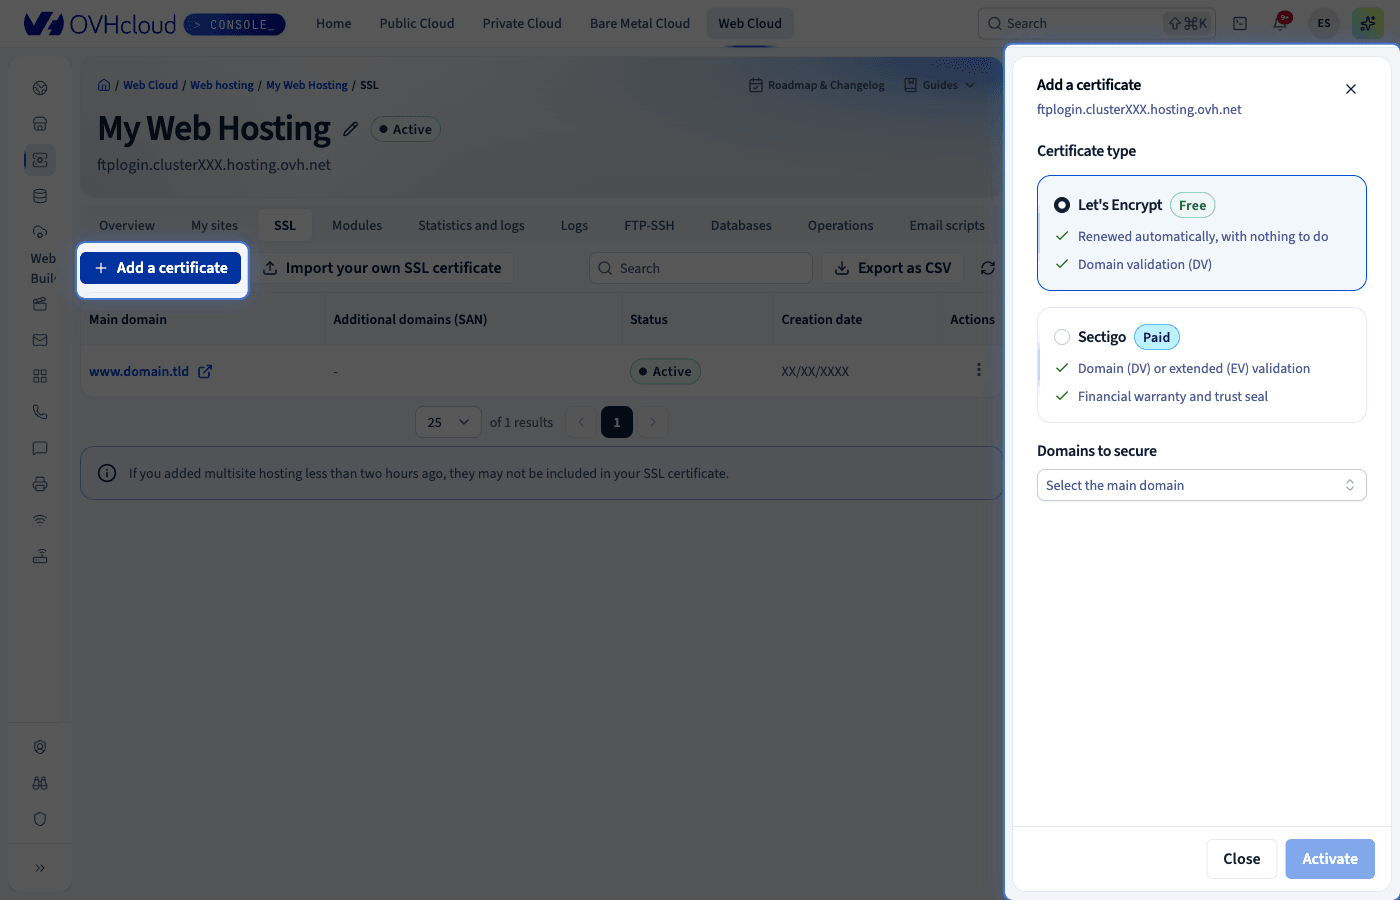 OVHcloud > CONSOLE_
Home Public Cloud Private Cloud Bare Metal Cloud Web Cloud
Search ⇧⌘K
9+
ES
/ Web Cloud / Web hosting / My Web Hosting / SSL
Roadmap & Changelog Guides
My Web Hosting Active
ftplogin.clusterXXX.hosting.ovh.net
Overview My sites SSL Modules Statistics and logs Logs FTP-SSH Databases Operations Email scripts
Web
Buil
+ Add a certificate Import your own SSL certificate Search Export as CSV
Main domain Additional domains (SAN) Status Creation date Actions
www.domain.tld - Active XX/XX/XXXX
25 of 1 results 1
If you added multisite hosting less than two hours ago, they may not be included in your SSL certificate.
Add a certificate
ftplogin.clusterXXX.hosting.ovh.net
Certificate type
Let's Encrypt Free
Renewed automatically, with nothing to do
Domain validation (DV)
Sectigo Paid
Domain (DV) or extended (EV) validation
Financial warranty and trust seal
Domains to secure
Select the main domain
Close Activate